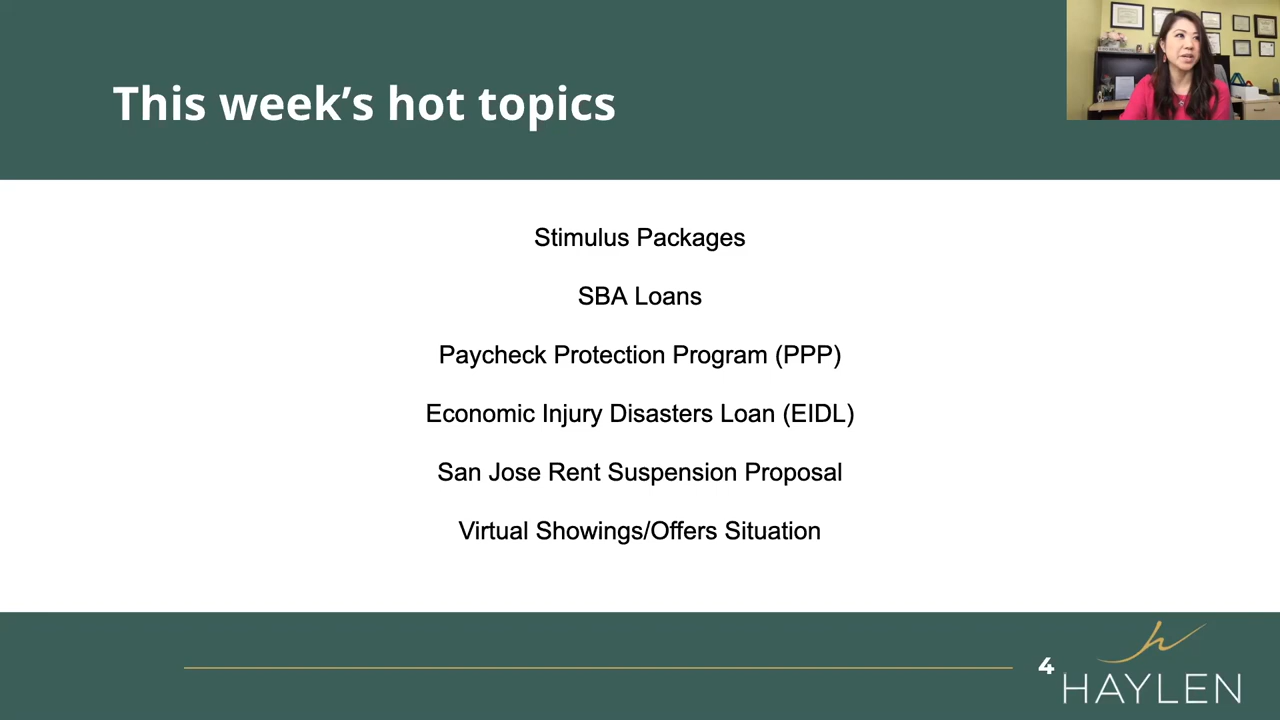 This week’s hot topics
Stimulus Packages
SBA Loans
Paycheck Protection Program (PPP)
Economic Injury Disasters Loan (EIDL)
San Jose Rent Suspension Proposal
Virtual Showings/Offers Situation
4
HAYLEN